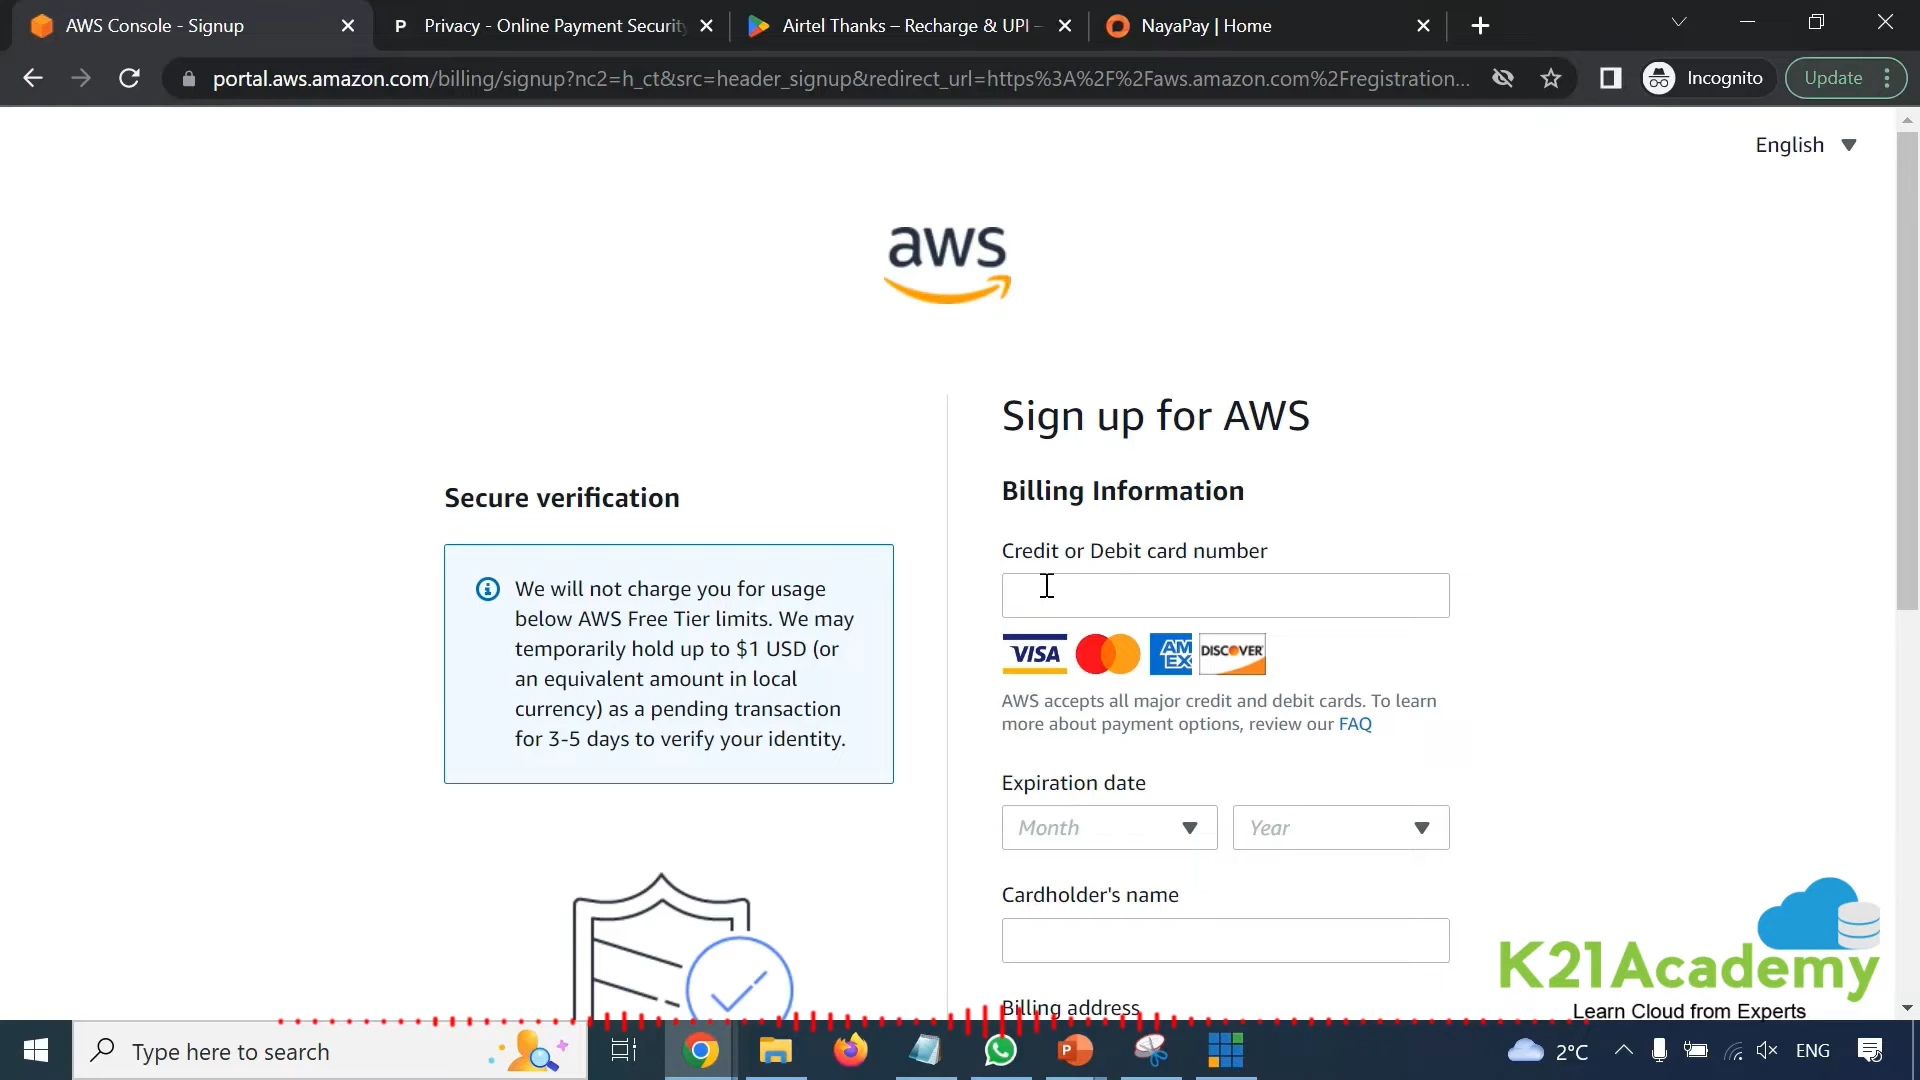 AWS Console - Signup
P Privacy - Online Payment Security
Airtel Thanks – Recharge & UPI –
NayaPay | Home
portal.aws.amazon.com/billing/signup?nc2=h_ct&src=header_signup&redirect_url=https%3A%2F%2Faws.amazon.com%2Fregistration...
Incognito
Update
English
aws
Sign up for AWS
Secure verification
We will not charge you for usage
below AWS Free Tier limits. We may
temporarily hold up to $1 USD (or
an equivalent amount in local
currency) as a pending transaction
for 3-5 days to verify your identity.
Billing Information
Credit or Debit card number
VISA
AM
EX
DISCOVER
AWS accepts all major credit and debit cards. To learn
more about payment options, review our FAQ
Expiration date
Month
Year
Cardholder's name
Billing address
K21Academy
Learn Cloud from Experts
Type here to search
P
2°C
ENG